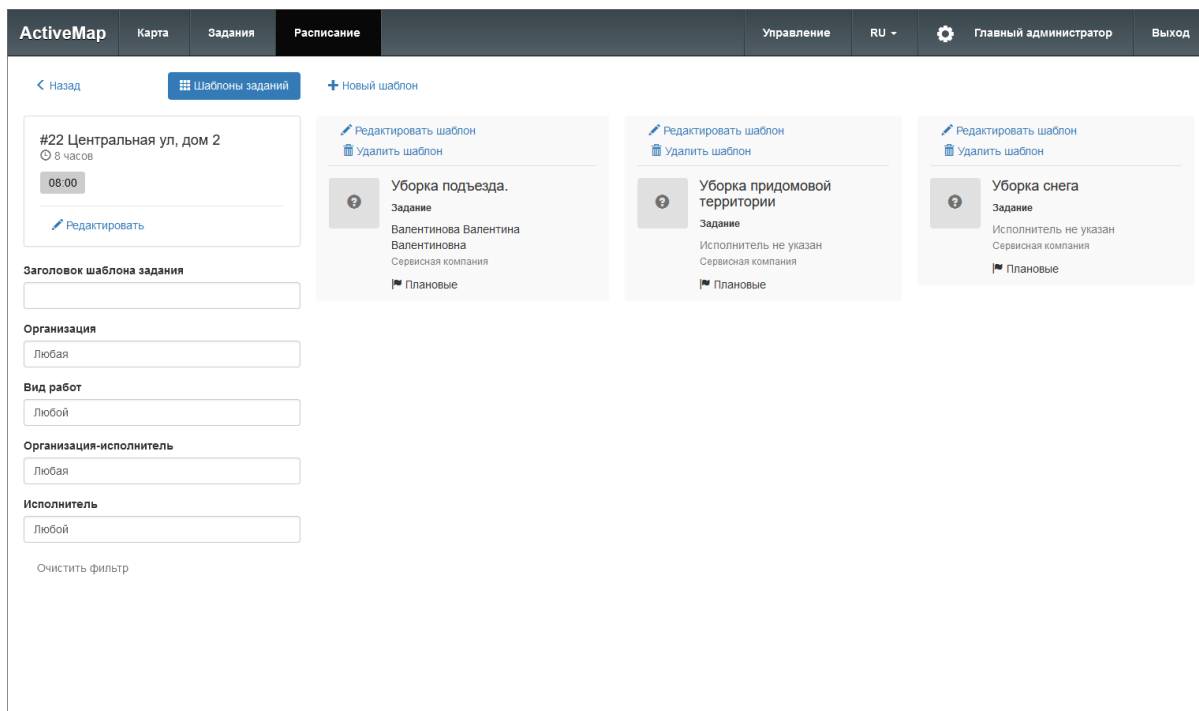 ActiveMap
Карта
Задания
Расписание
Управление
RU
Главный администратор
Выход
Назад
Шаблоны заданий
Новый шаблон
#22 Центральная ул, дом 2
8 часов
08:00
Редактировать
Заголовок шаблона задания
Организация
Любая
Вид работ
Любой
Организация-исполнитель
Любая
Исполнитель
Любой
Очистить фильтр
Редактировать шаблон
Удалить шаблон
Уборка подъезда.
Задание
Валентинова Валентина
Валентиновна
Сервисная компания
Плановые
Редактировать шаблон
Удалить шаблон
Уборка придомовой
территории
Задание
Исполнитель не указан
Сервисная компания
Плановые
Редактировать шаблон
Удалить шаблон
Уборка снега
Задание
Исполнитель не указан
Сервисная компания
Плановые